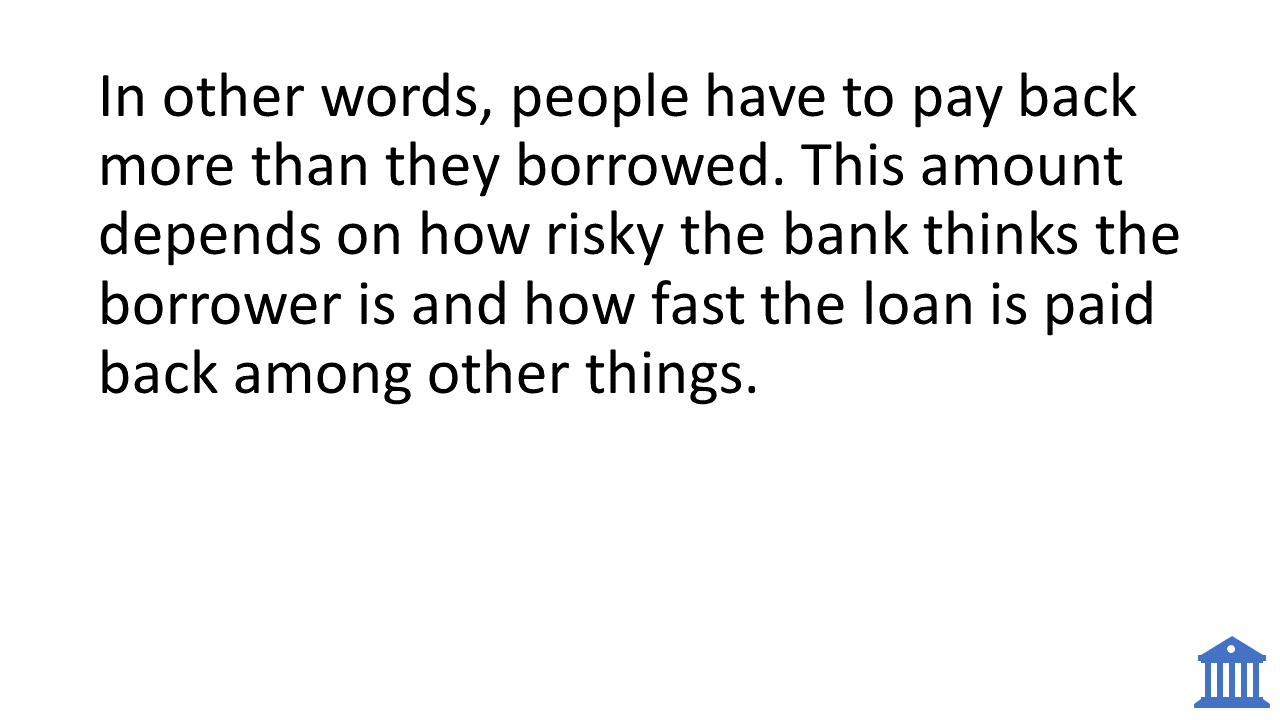 In other words, people have to pay back
more than they borrowed. This amount
depends on how risky the bank thinks the
borrower is and how fast the loan is paid
back among other things.